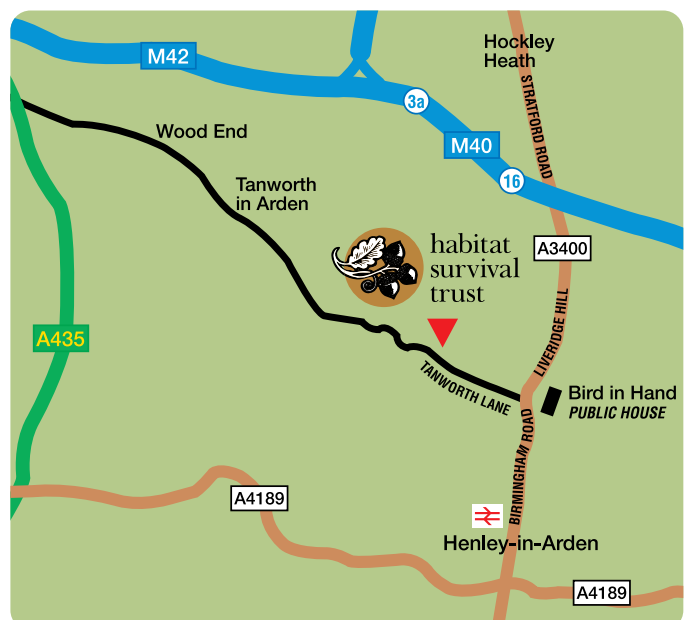 Hockley
Heath
M42
STRATFORD ROAD
3a
M40
Wood End
16
Tanworth
in Arden
habitat
survival
trust
A3400
LIVERIDGE HILL
A435
TANWORTH LANE
Bird in Hand
PUBLIC HOUSE
BIRMINGHAM ROAD
A4189
Henley-in-Arden
A4189